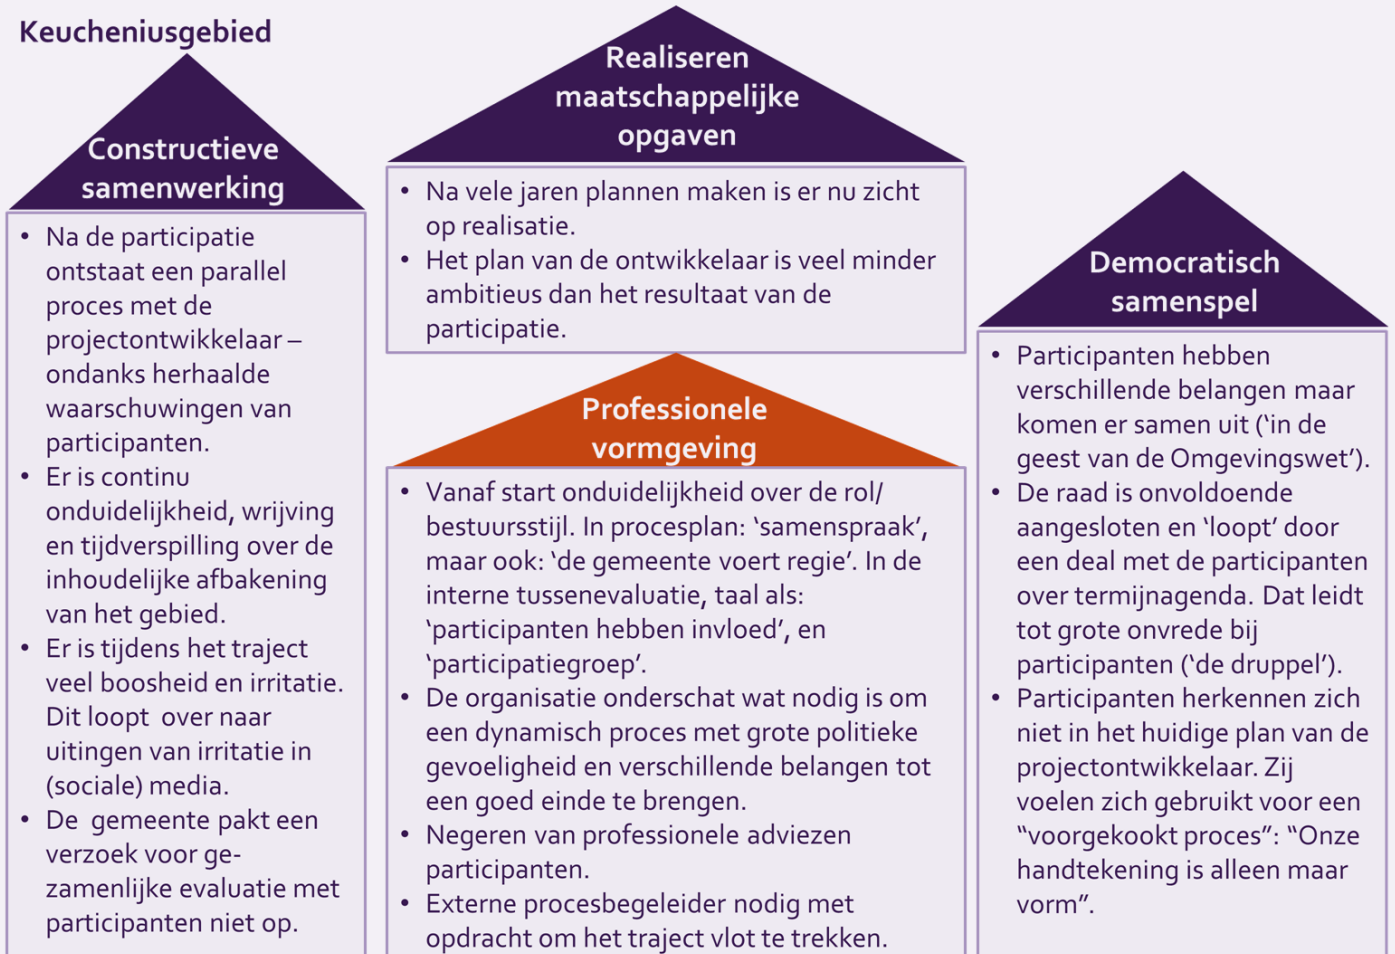 Keucheniusgebied
Constructieve
samenwerking
• Na de participatie
ontstaat een parallel
proces met de
projectontwikkelaar –
ondanks herhaalde
waarschuwingen van
participanten.
• Er is continu
onduidelijkheid, wrijving
en tijdverspilling over de
inhoudelijke afbakening
van het gebied.
• Er is tijdens het traject
veel boosheid en irritatie.
Dit loopt over naar
uitingen van irritatie in
(sociale) media.
• De gemeente pakt een
verzoek voor ge-
zamenlijke evaluatie met
participanten niet op.
Realiseren
maatschappelijke
opgaven
• Na vele jaren plannen maken is er nu zicht
op realisatie.
• Het plan van de ontwikkelaar is veel minder
ambitieus dan het resultaat van de
participatie.
Professionele
vormgeving
• Vanaf start onduidelijkheid over de rol/
bestuursstijl. In procesplan: ‘samenspraak’,
maar ook: ‘de gemeente voert regie’. In de
interne tussenevaluatie, taal als:
‘participanten hebben invloed’, en
‘participatiegroep’.
• De organisatie onderschat wat nodig is om
een dynamisch proces met grote politieke
gevoeligheid en verschillende belangen tot
een goed einde te brengen.
• Negeren van professionele adviezen
participanten.
• Externe procesbegeleider nodig met
opdracht om het traject vlot te trekken.
Democratisch
samenspel
• Participanten hebben
verschillende belangen maar
komen er samen uit (‘in de
geest van de Omgevingswet’).
• De raad is onvoldoende
aangesloten en ‘loopt’ door
een deal met de participanten
over termijnagenda. Dat leidt
tot grote onvrede bij
participanten (‘de druppel’).
• Participanten herkennen zich
niet in het huidige plan van de
projectontwikkelaar. Zij
voelen zich gebruikt voor een
“voorgekookt proces”: “Onze
handtekening is alleen maar
vorm”.